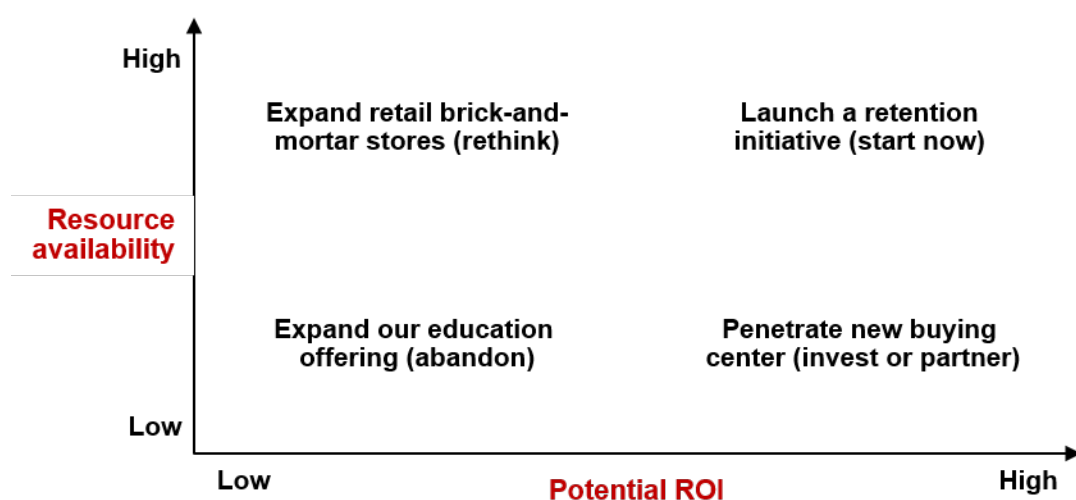 High
Expand retail brick-and-
mortar stores (rethink)
Launch a retention
initiative (start now)
Resource
availability
Expand our education
offering (abandon)
Penetrate new buying
center (invest or partner)
Low
Low
Potential ROI
High